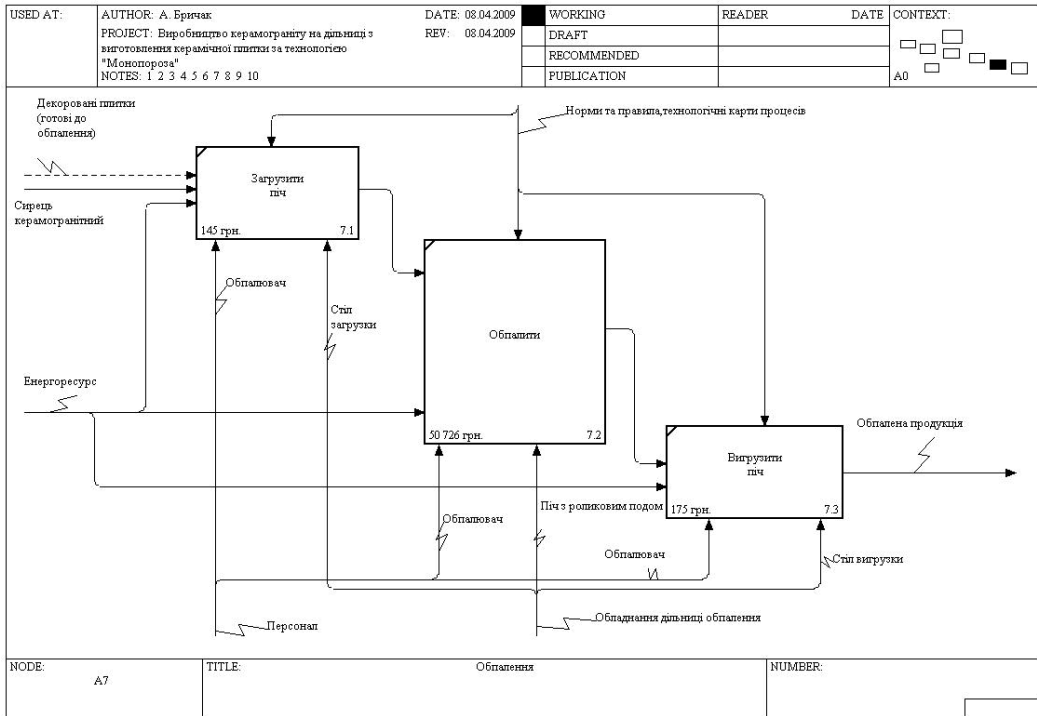 USED AT:
AUTHOR: А. Бричак
DATE: 08.04.2009
REV: 08.04.2009
PROJECT: Виробництво керамограніту на дільниці з
виготовлення керамічної плитки за технологією
"Монопороза"
NOTES: 1 2 3 4 5 6 7 8 9 10
WORKING
DRAFT
RECOMMENDED
PUBLICATION
READER
DATE
CONTEXT:
A0
Декоровані плитки
(готові до
обпалення)
Норми та правила,технологічні карти процесів
Загрузити
піч
145 грн.
7.1
Сирець
керамогранітний
Обпалювач
Стіл
загрузки
Обпалити
50 726 грн.
7.2
Енергоресурс
Вигрузити
піч
175 грн.
7.3
Обпалена продукція
Піч з роликовим подом
Обпалювач
Обпалювач
Стіл вигрузки
Персонал
Обладнання дільниці обпалення
NODE:
A7
TITLE:
Обпалення
NUMBER: